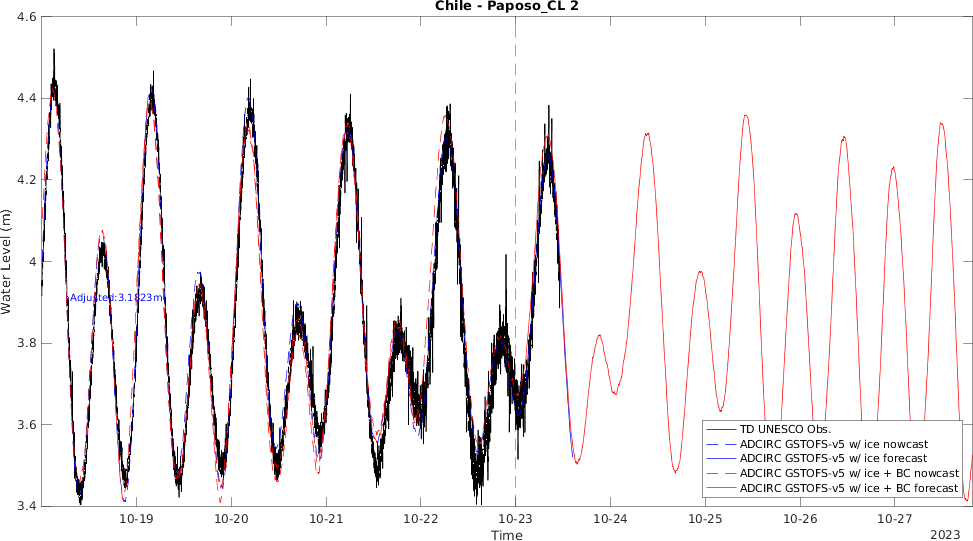 Chile - Paposo_CL 2
Water Level (m)
4.6
4.4
4.2
4
3.8
3.6
3.4
Adjusted:3.1823m
TD UNESCO Obs.
ADCIRC GSTOFS-v5 w/ ice nowcast
ADCIRC GSTOFS-v5 w/ ice forecast
ADCIRC GSTOFS-v5 w/ ice + BC nowcast
ADCIRC GSTOFS-v5 w/ ice + BC forecast
10-19 10-20 10-21 10-22 10-23 10-24 10-25 10-26 10-27
Time
2023